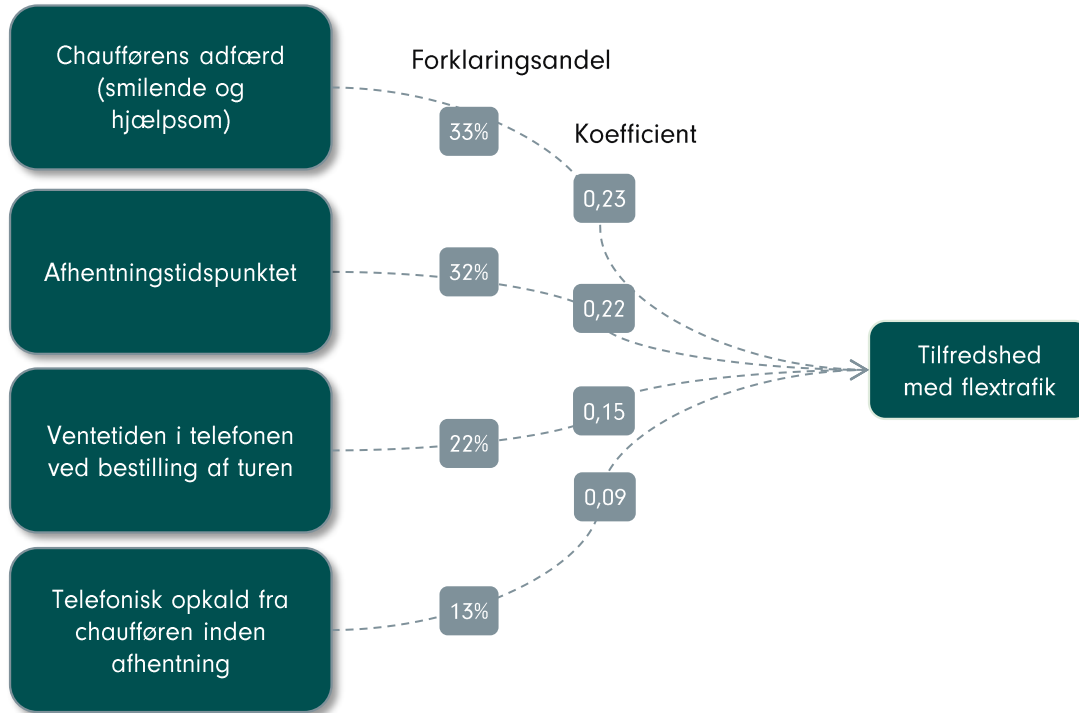 Chaufførens adfærd
(smilende og
hjælpsom)
Forklaringsandel
33%
Koefficient
0,23
Afhentningstidspunktet
32%
0,22
Tilfredshed
med flextrafik
Ventetiden i telefonen
ved bestilling af turen
22%
0,15
0,09
Telefonisk opkald fra
chaufføren inden
afhentning
13%